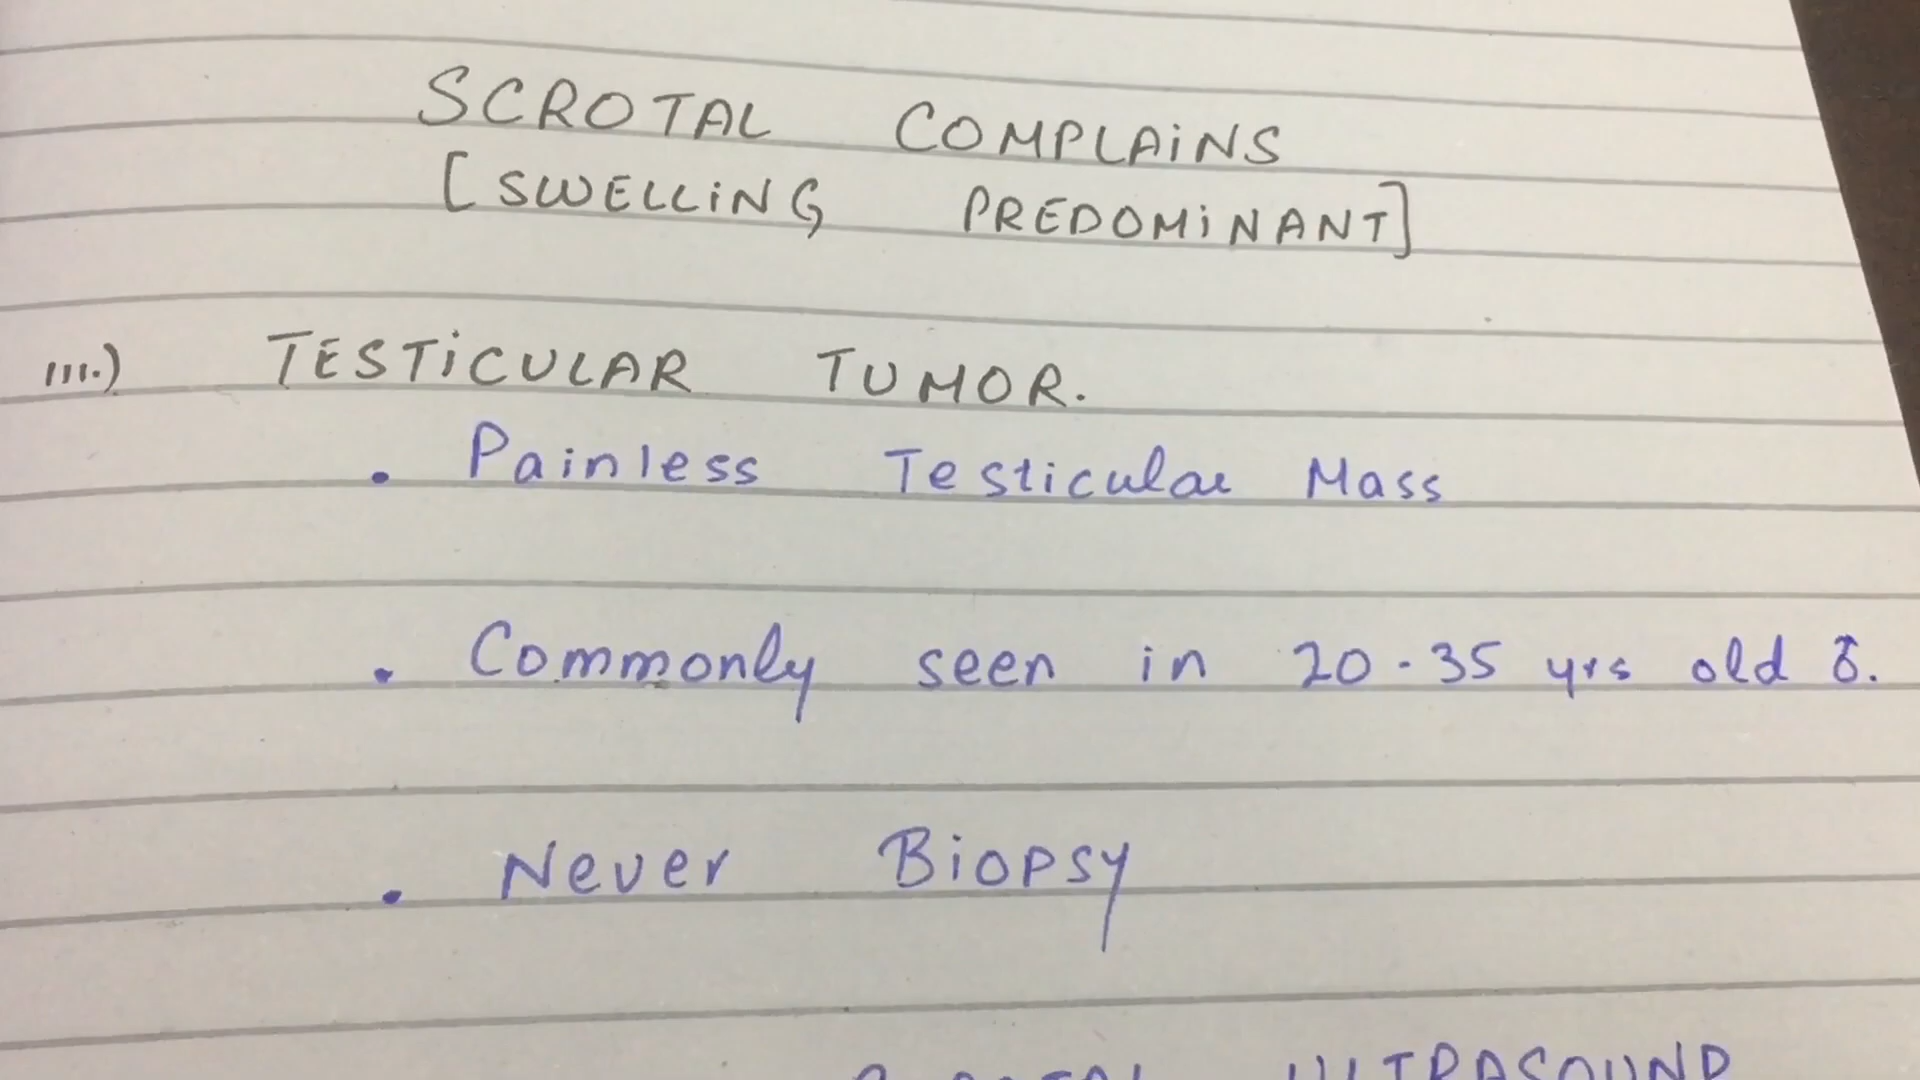 SCROTAL COMPLAINS
[SWELLING PREDOMINANT]
iii.) TESTICULAR TUMOR.
. Painless Testicular Mass
. Commonly seen in 20-35 yrs old ♂.
. Never Biopsy
ULTRASOUND